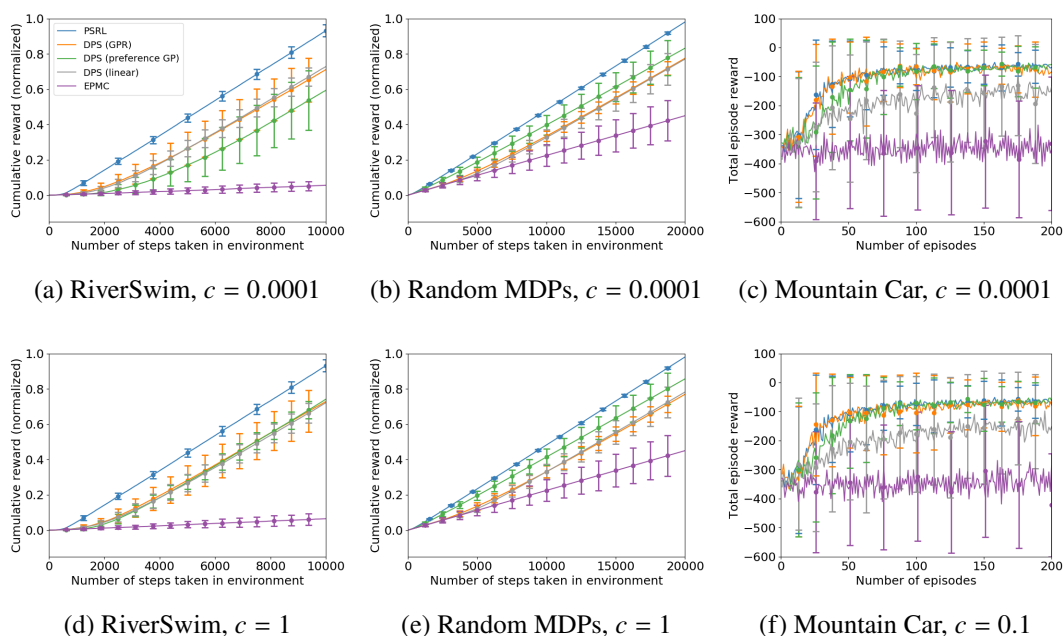 1.0
0.8
0.6
0.4
0.2
0.0
0 2000 4000 6000 8000 10000
Cumulative reward (normalized)
Number of steps taken in environment
PSRL
DPS (GPR)
DPS (preference GP)
DPS (linear)
EPMC
1.0
0.8
0.6
0.4
0.2
0.0
0 5000 10000 15000 20000
Cumulative reward (normalized)
Number of steps taken in environment
100
0
−100
−200
−300
−400
−500
−600
0 50 100 150 200
Total episode reward
Number of episodes
(a) RiverSwim, c = 0.0001
(b) Random MDPs, c = 0.0001
(c) Mountain Car, c = 0.0001
1.0
0.8
0.6
0.4
0.2
0.0
0 2000 4000 6000 8000 10000
Cumulative reward (normalized)
Number of steps taken in environment
1.0
0.8
0.6
0.4
0.2
0.0
0 5000 10000 15000 20000
Cumulative reward (normalized)
Number of steps taken in environment
100
0
−100
−200
−300
−400
−500
−600
0 50 100 150 200
Total episode reward
Number of episodes
(d) RiverSwim, c = 1
(e) Random MDPs, c = 1
(f) Mountain Car, c = 0.1